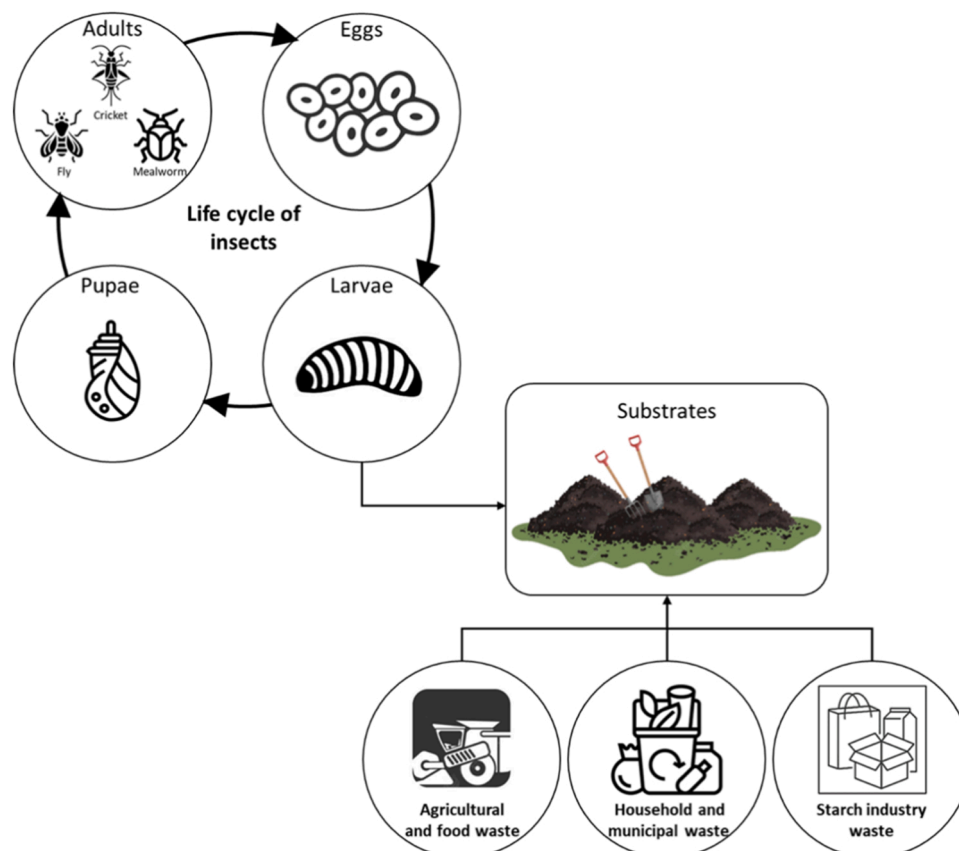 Adults
Eggs
Cricket
Fly
Mealworm
Life cycle of
insects
Pupae
Larvae
Substrates
Agricultural
and food waste
Household and
municipal waste
Starch industry
waste